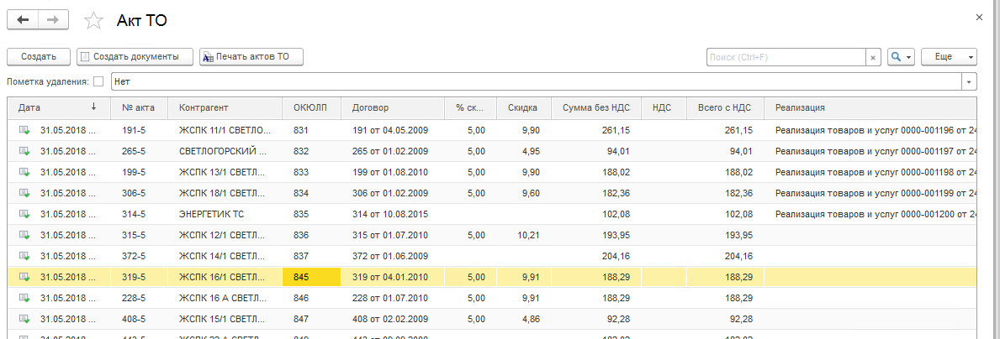 Акт ТО
Создать Создать документы Печать актов ТО Поиск (Ctrl+F) × Еще
Пометка удаления: Нет
Дата ↓ № акта Контрагент ОКЮЛП Договор % ск... Скидка Сумма без НДС НДС Всего с НДС Реализация
31.05.2018 ... 191-5 ЖСПК 11/1 СВЕТЛО... 831 191 от 04.05.2009 5,00 9,90 261,15 261,15 Реализация товаров и услуг 0000-001196 от 24
31.05.2018 ... 265-5 СВЕТЛОГОРСКИЙ ... 832 265 от 01.02.2009 5,00 4,95 94,01 94,01 Реализация товаров и услуг 0000-001197 от 24
31.05.2018 ... 199-5 ЖСПК 13/1 СВЕТЛ... 833 199 от 01.08.2010 5,00 9,90 188,02 188,02 Реализация товаров и услуг 0000-001198 от 24
31.05.2018 ... 306-5 ЖСПК 18/1 СВЕТЛ... 834 306 от 01.02.2009 5,00 9,60 182,36 182,36 Реализация товаров и услуг 0000-001199 от 24
31.05.2018 ... 314-5 ЭНЕРГЕТИК ТС 835 314 от 10.08.2015 102,08 102,08 Реализация товаров и услуг 0000-001200 от 24
31.05.2018 ... 315-5 ЖСПК 12/1 СВЕТЛ... 836 315 от 01.07.2010 5,00 10,21 193,95 193,95
31.05.2018 ... 372-5 ЖСПК 14/1 СВЕТЛ... 837 372 от 01.06.2009 204,16 204,16
31.05.2018 ... 319-5 ЖСПК 16/1 СВЕТЛ... 845 319 от 04.01.2010 5,00 9,91 188,29 188,29
31.05.2018 ... 228-5 ЖСПК 16 А СВЕТЛ... 846 228 от 01.07.2010 5,00 9,91 188,29 188,29
31.05.2018 ... 408-5 ЖСПК 15/1 СВЕТЛ... 847 408 от 02.02.2009 5,00 4,86 92,28 92,28